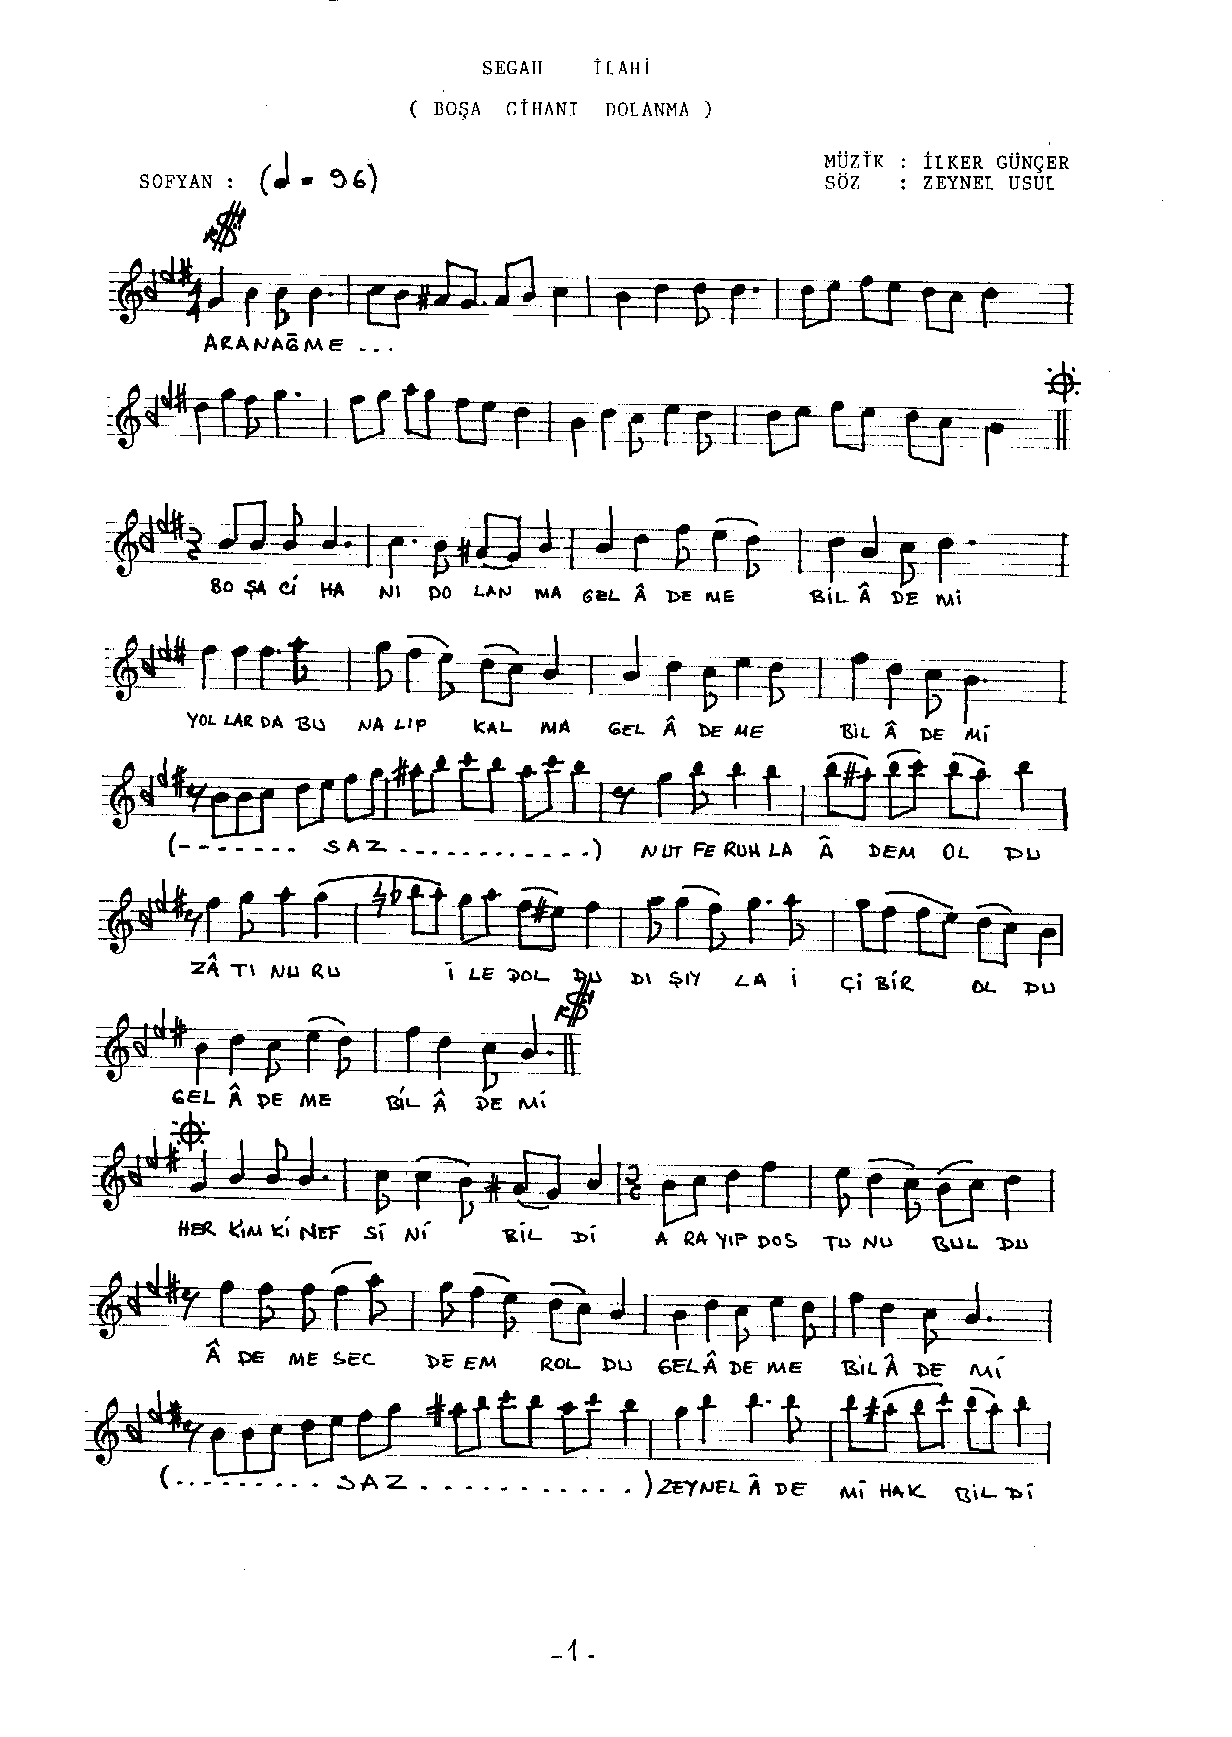 SEGAH İLAHİ
( BOŞA CİHANI DOLANMA )
MÜZİK : İLKER GÜNÇER
SOFYAN : (♩ = 96)
SÖZ : ZEYNEL USUL
ARANAĞME ...
BO ŞA Cİ HA NI DO LAN MA GEL Â DE ME BİL Â DE Mİ
YOL LAR DA BU NA LIP KAL MA GEL Â DE ME BİL Â DE Mİ
(-------- SAZ ............) NUT FE RUH LA Â DEM OL DU
ZÂ TI NU RU İ LE DOL DU DI ŞIY LA İ Çİ BİR OL DU
GEL Â DE ME BİL Â DE Mİ
HER KİM Kİ NEF Sİ Nİ BİL Dİ A RA YIP DOS TU NU BUL DU
Â DE ME SEC DE EM ROL DU GEL Â DE ME BİL Â DE Mİ
(......... SAZ ...........) ZEYNEL Â DE Mİ HAK BİL Dİ
-1-